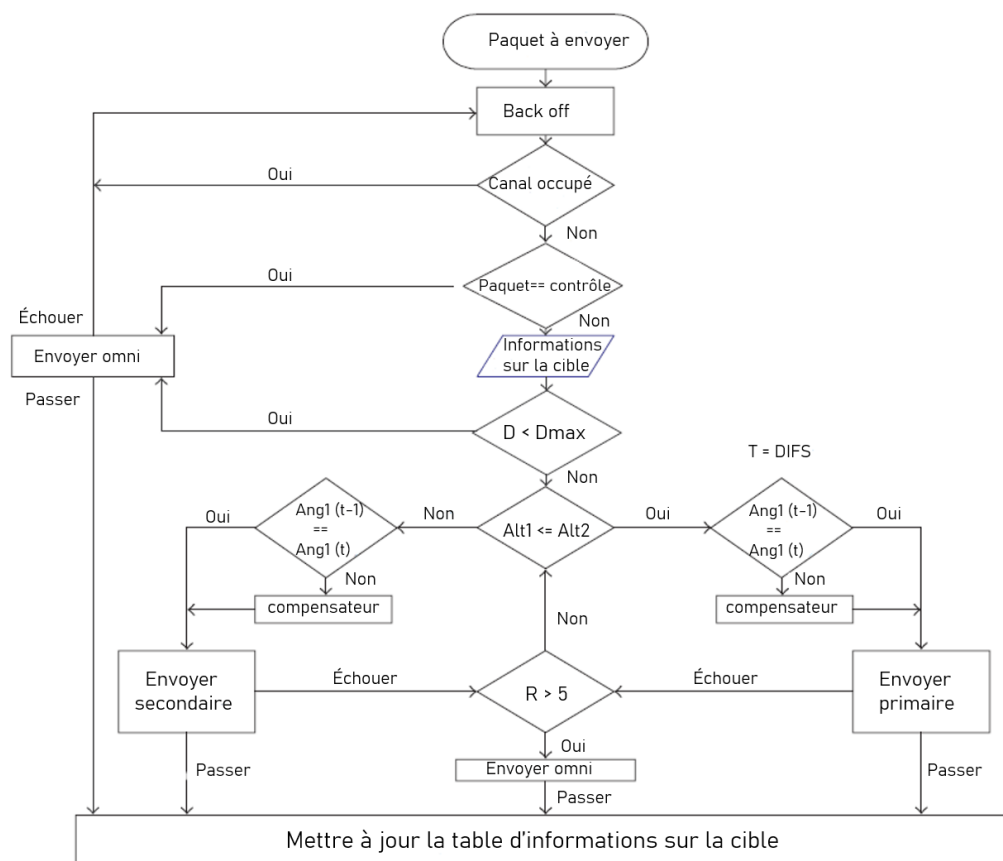 Paquet à envoyer
Back off
Oui
Canal occupé
Non
Oui
Paquet== contrôle
Échouer
Non
Envoyer omni
Informations
sur la cible
Passer
Oui
D < Dmax
T = DIFS
Non
Oui
Ang1 (t-1)
==
Ang1 (t)
Non
Alt1 <= Alt2
Oui
Ang1 (t-1)
==
Ang1 (t)
Oui
Non
Non
compensateur
compensateur
Non
Envoyer
secondaire
Échouer
R > 5
Échouer
Envoyer
primaire
Oui
Passer
Envoyer omni
Passer
Passer
Mettre à jour la table d'informations sur la cible